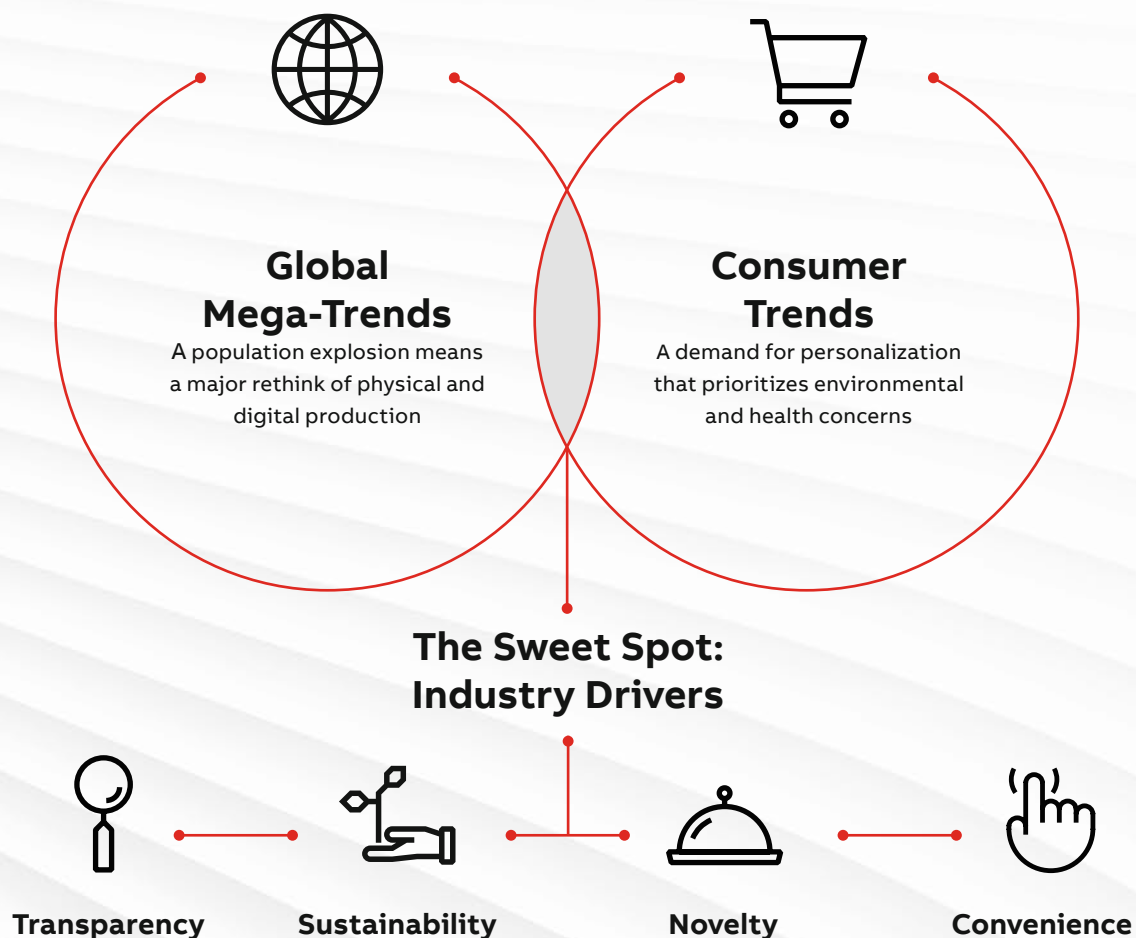 Global
Mega-Trends
A population explosion means
a major rethink of physical and
digital production
Consumer
Trends
A demand for personalization
that prioritizes environmental
and health concerns
The Sweet Spot:
Industry Drivers
Transparency
Sustainability
Novelty
Convenience